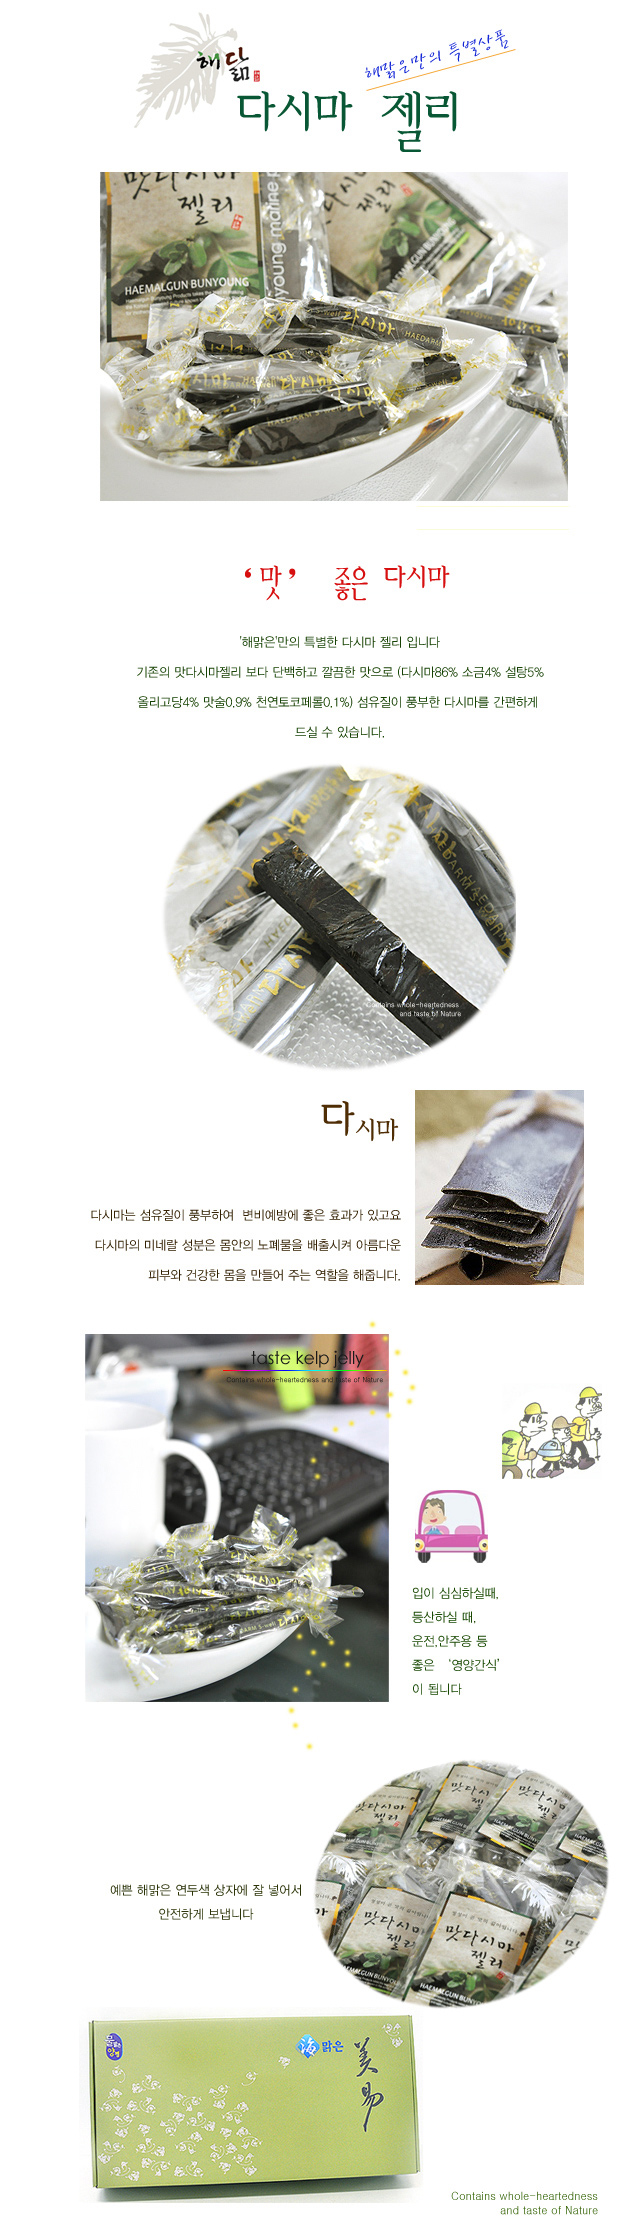 해닮
해맑은만의 특별상품
다시마 젤리
맛다시마
젤리
HAEMALGUN BUNYOUNG
다시마
HAEDARM
‘맛’ 좋은 다시마
'해맑은'만의 특별한 다시마 젤리 입니다
기존의 맛다시마젤리 보다 단백하고 깔끔한 맛으로 (다시마86% 소금4% 설탕5%
올리고당4% 맛술0.9% 천연토코페롤0.1%) 섬유질이 풍부한 다시마를 간편하게
드실 수 있습니다.
Contains whole-heartedness
and taste of Nature
다시마
다시마는 섬유질이 풍부하여 변비예방에 좋은 효과가 있고요
다시마의 미네랄 성분은 몸안의 노폐물을 배출시켜 아름다운
피부와 건강한 몸을 만들어 주는 역할을 해줍니다.
taste kelp jelly
Contains whole-heartedness and taste of Nature
입이 심심하실때,
등산하실 때,
운전,안주용 등
좋은 ‘영양간식’
이 됩니다
맛다시마
젤리
HAEMALGUN BUNYOUNG
예쁜 해맑은 연두색 상자에 잘 넣어서
안전하게 보냅니다
海맑은
美易
Contains whole-heartedness
and taste of Nature